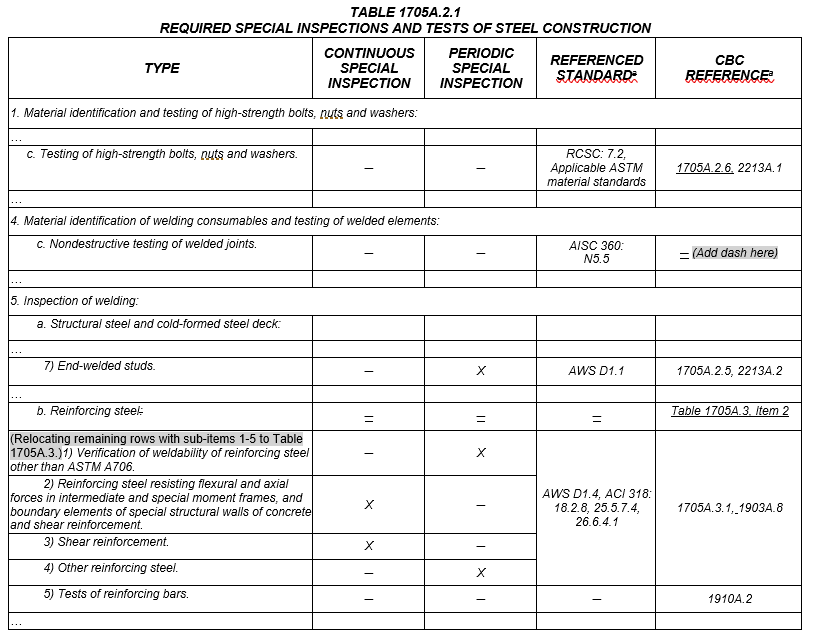 TABLE 1705A.2.1
REQUIRED SPECIAL INSPECTIONS AND TESTS OF STEEL CONSTRUCTION
TYPE
CONTINUOUS
SPECIAL
INSPECTION
PERIODIC
SPECIAL
INSPECTION
REFERENCED
STANDARDa
CBC
REFERENCEa
1. Material identification and testing of high-strength bolts, nuts and washers:
...
c. Testing of high-strength bolts, nuts and washers.
—
—
RCSC: 7.2,
Applicable ASTM
material standards
1705A.2.6, 2213A.1
...
4. Material identification of welding consumables and testing of welded elements:
c. Nondestructive testing of welded joints.
—
—
AISC 360:
N5.5
— (Add dash here)
...
5. Inspection of welding:
a. Structural steel and cold-formed steel deck:
...
7) End-welded studs.
—
X
AWS D1.1
1705A.2.5, 2213A.2
...
b. Reinforcing steel:
—
—
—
Table 1705A.3, Item 2
(Relocating remaining rows with sub-items 1-5 to Table
1705A.3.)1) Verification of weldability of reinforcing steel
other than ASTM A706.
—
X
AWS D1.4, ACI 318:
18.2.8, 25.5.7.4,
26.6.4.1
1705A.3.1, 1903A.8
2) Reinforcing steel resisting flexural and axial
forces in intermediate and special moment frames, and
boundary elements of special structural walls of concrete
and shear reinforcement.
X
—
3) Shear reinforcement.
X
—
4) Other reinforcing steel.
—
X
5) Tests of reinforcing bars.
—
—
—
1910A.2
...